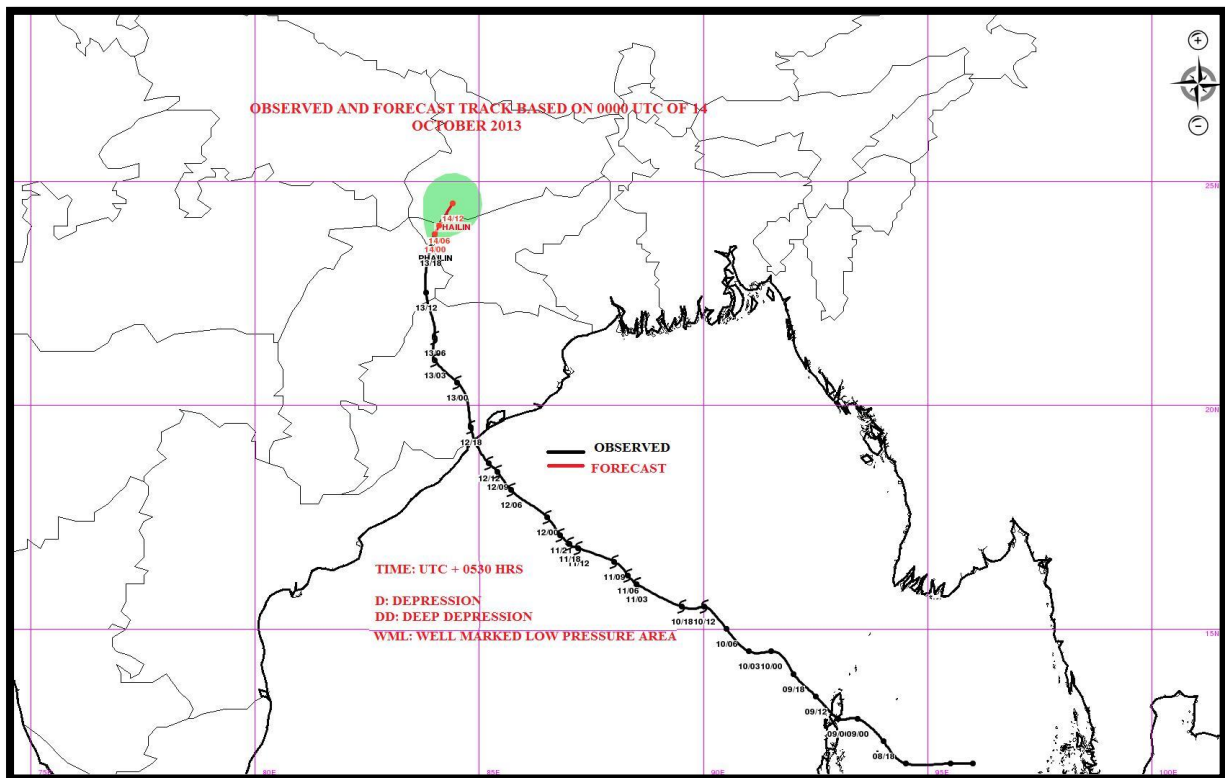 OBSERVED AND FORECAST TRACK BASED ON 0000 UTC OF 14
OCTOBER 2013
25N
14/12
PHAILIN
14/06
14/00
PHAILIN
13/18
13/12
13/06
13/03
13/00
20N
12/18
OBSERVED
FORECAST
12/12
12/09
12/06
12/00
11/21
11/18
11/12
11/09
11/06
11/03
TIME: UTC + 0530 HRS
D: DEPRESSION
DD: DEEP DEPRESSION
WML: WELL MARKED LOW PRESSURE AREA
10/18
10/12
15N
10/06
10/03
10/00
09/18
09/12
09/00
08/18
75E
80E
85E
90E
95E
100E